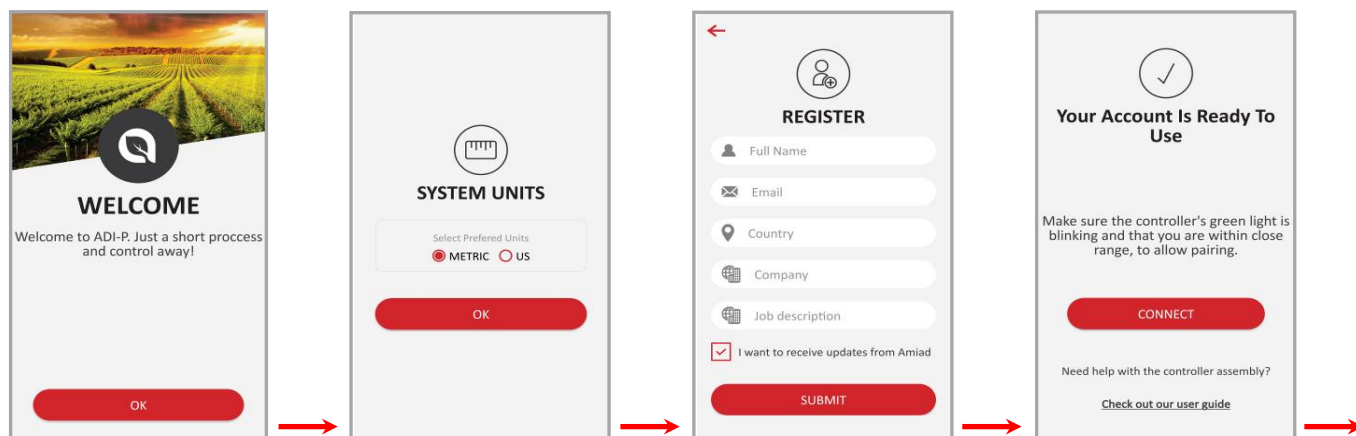 WELCOME
Welcome to ADI-P. Just a short proccess
and control away!
OK
SYSTEM UNITS
Select Prefered Units
METRIC
US
OK
REGISTER
Full Name
Email
Country
Company
Job description
I want to receive updates from Amiad
SUBMIT
Your Account Is Ready To
Use
Make sure the controller's green light is
blinking and that you are within close
range, to allow pairing.
CONNECT
Need help with the controller assembly?
Check out our user guide